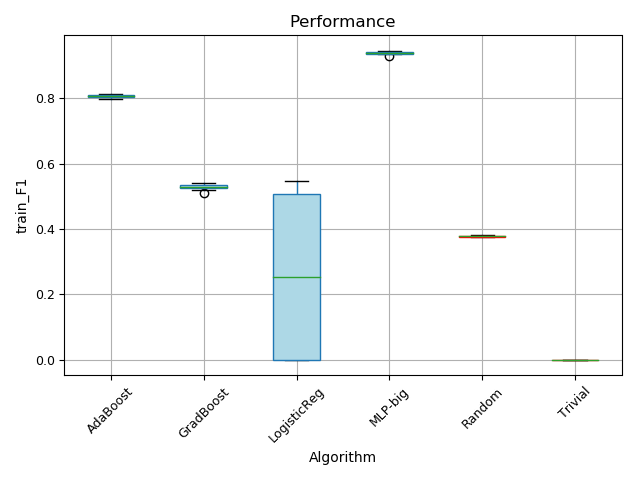 Performance
train_F1
0.8
0.6
0.4
0.2
0.0
AdaBoost
GradBoost
LogisticReg
MLP-big
Random
Trivial
Algorithm